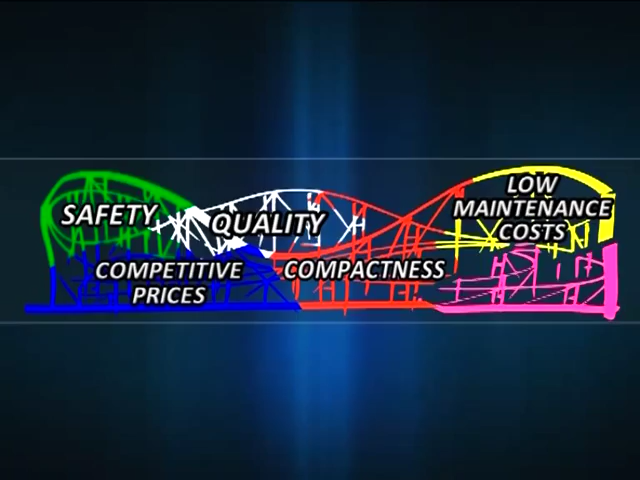 SAFETY
QUALITY
LOW
MAINTENANCE
COSTS
COMPETITIVE
PRICES
COMPACTNESS